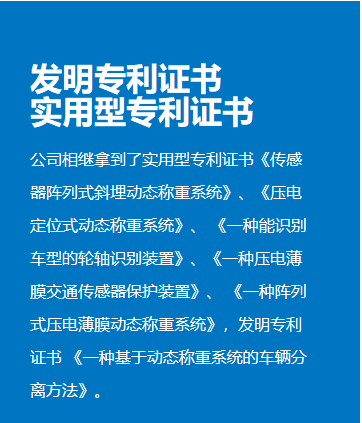 发明专利证书
实用型专利证书
公司相继拿到了实用型专利证书《传感
器阵列式斜埋动态称重系统》、《压电
定位式动态称重系统》、 《一种能识别
车型的轮轴识别装置》、《一种压电薄
膜交通传感器保护装置》、 《一种阵列
式压电薄膜动态称重系统》，发明专利
证书 《一种基于动态称重系统的车辆分
离方法》。